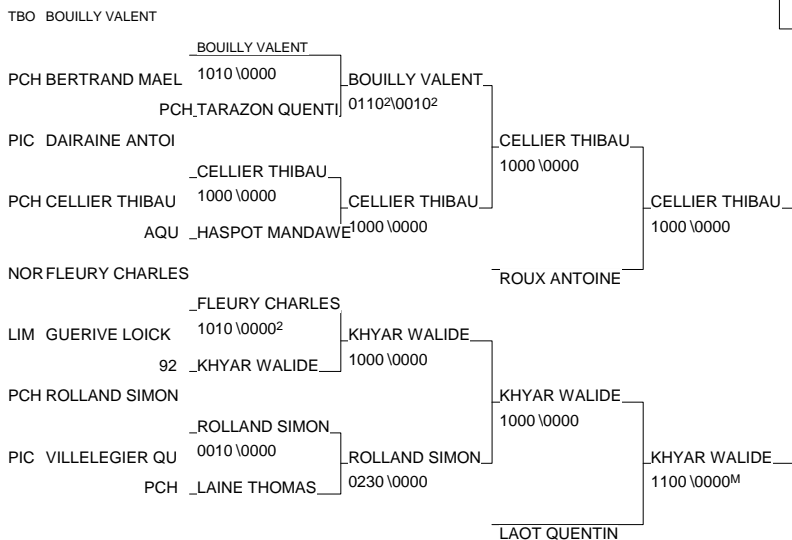 TBO BOUILLY VALENT
BOUILLY VALENT
PCH BERTRAND MAEL 1010 \0000 BOUILLY VALENT
PCH TARAZON QUENTI 0110² \0010²
PIC DAIRAINE ANTOI CELLIER THIBAU
CELLIER THIBAU 1000 \0000
PCH CELLIER THIBAU 1000 \0000 CELLIER THIBAU CELLIER THIBAU
AQU HASPOT MANDAWE 1000 \0000 1000 \0000
NOR FLEURY CHARLES ROUX ANTOINE
FLEURY CHARLES
LIM GUERIVE LOICK 1010 \0000² KHYAR WALIDE
92 KHYAR WALIDE 1000 \0000
PCH ROLLAND SIMON KHYAR WALIDE
ROLLAND SIMON 1000 \0000
PIC VILLELEGIER QU 0010 \0000 ROLLAND SIMON KHYAR WALIDE
PCH LAINE THOMAS 0230 \0000 1100 \0000ᴹ
LAOT QUENTIN